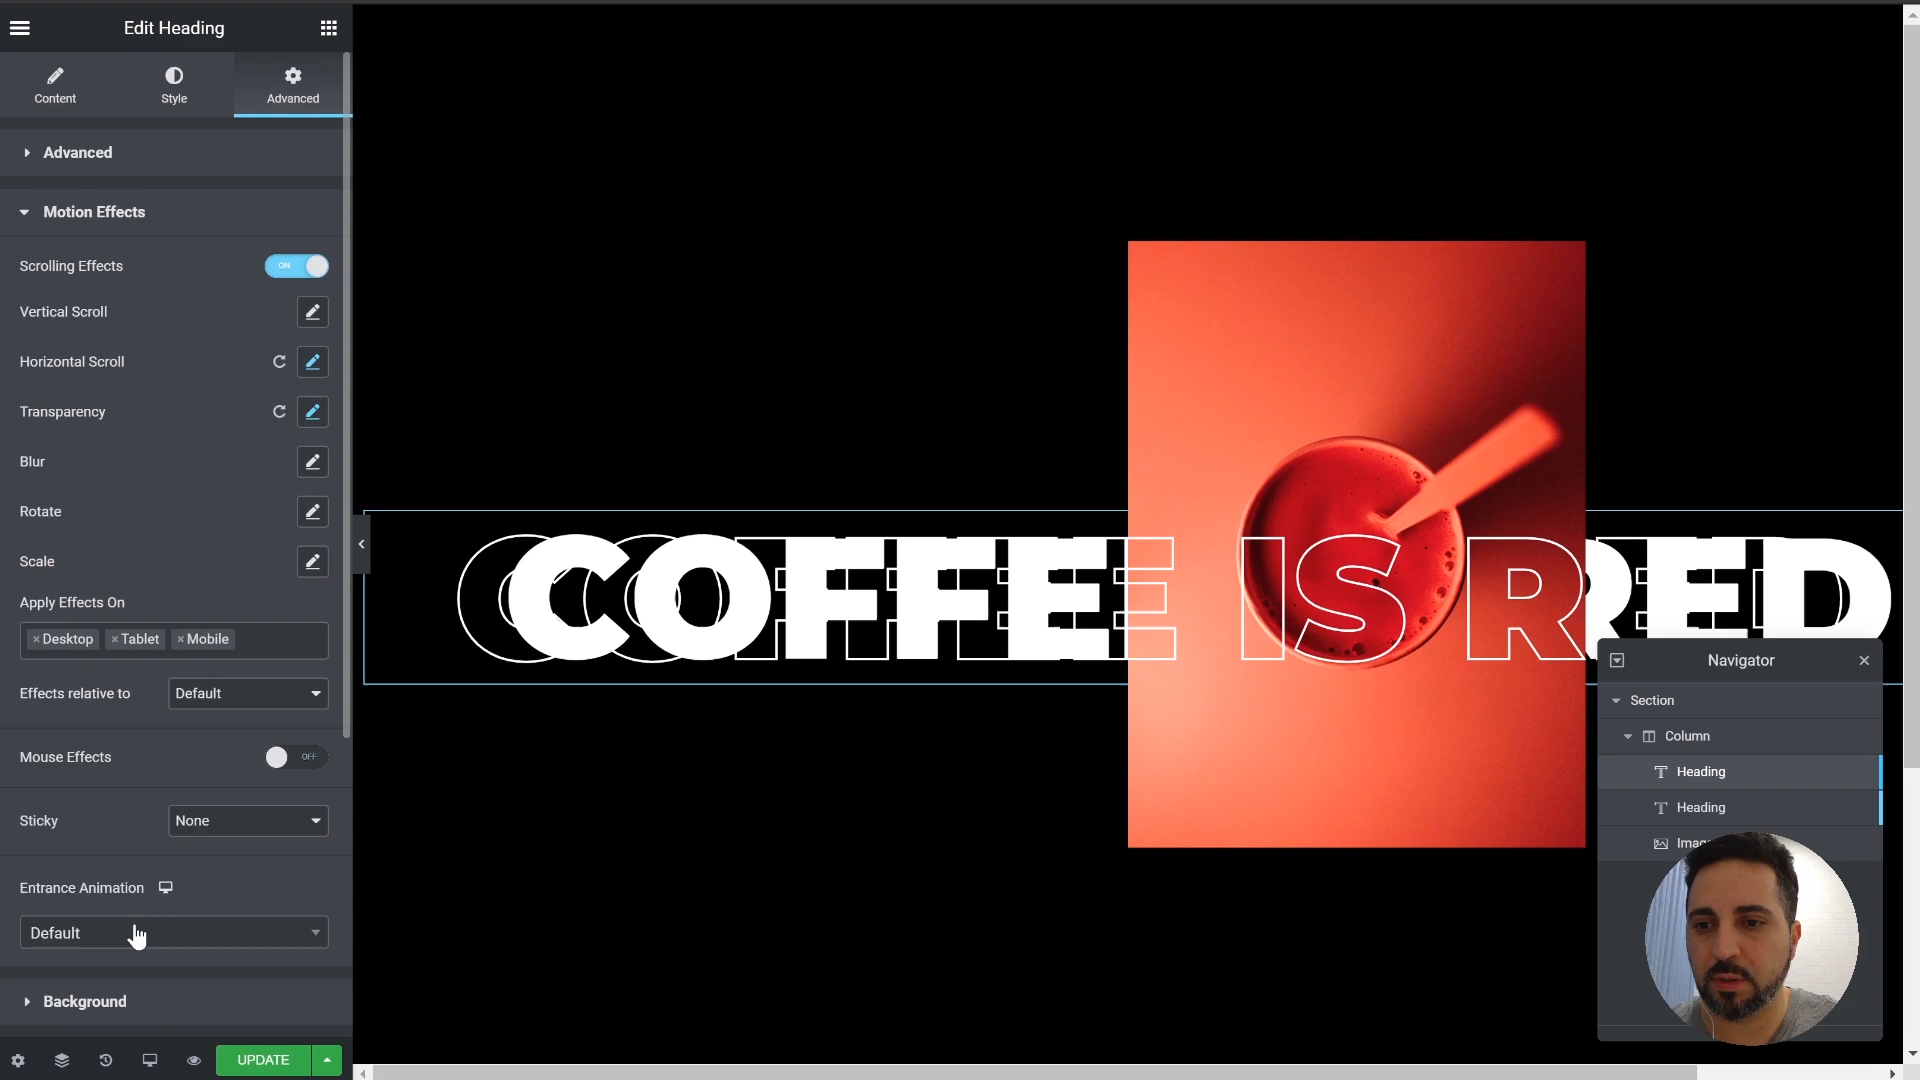 Edit Heading
Content
Style
Advanced
Advanced
Motion Effects
Scrolling Effects
ON
Vertical Scroll
Horizontal Scroll
Transparency
Blur
Rotate
Scale
Apply Effects On
× Desktop × Tablet × Mobile
Effects relative to
Default
Mouse Effects
OFF
Sticky
None
Entrance Animation
Default
Background
UPDATE
COFFEE IS RED
COFFE
RED
Navigator
Section
Column
Heading
Heading